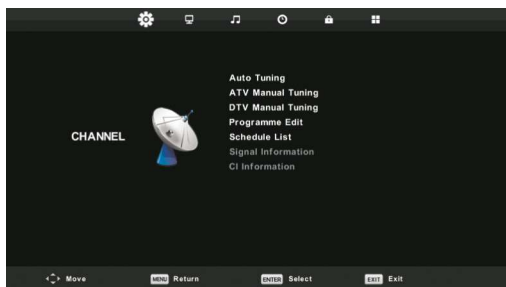 Auto Tuning
ATV Manual Tuning
DTV Manual Tuning
Programme Edit
CHANNEL
Schedule List
Signal Information
CI Information
Move
MENU Return
ENTER Select
EXIT Exit